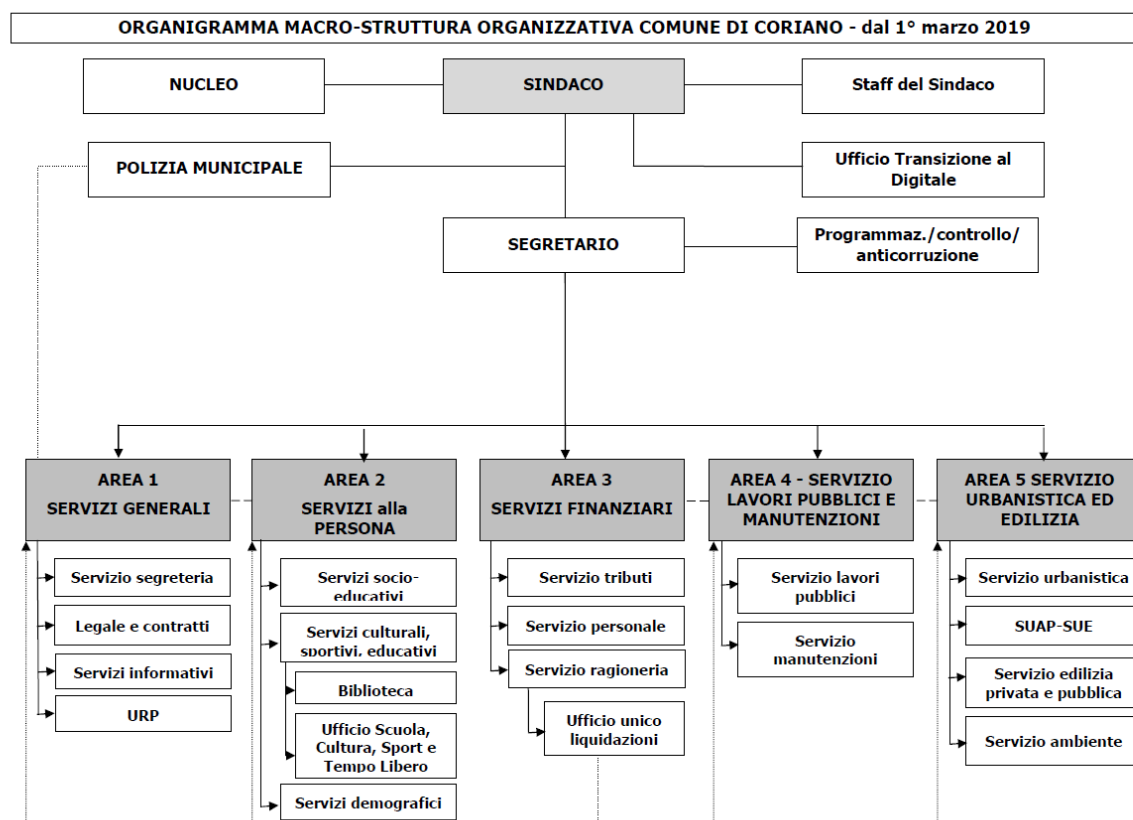 ORGANIGRAMMA MACRO-STRUTTURA ORGANIZZATIVA COMUNE DI CORIANO - dal 1° marzo 2019
NUCLEO
SINDACO
Staff del Sindaco
POLIZIA MUNICIPALE
Ufficio Transizione al
Digitale
SEGRETARIO
Programmaz./controllo/
anticorruzione
AREA 1
SERVIZI GENERALI
Servizio segreteria
Legale e contratti
Servizi informativi
URP
AREA 2
SERVIZI alla
PERSONA
Servizi socio-
educativi
Servizi culturali,
sportivi, educativi
Biblioteca
Ufficio Scuola,
Cultura, Sport e
Tempo Libero
Servizi demografici
AREA 3
SERVIZI FINANZIARI
Servizio tributi
Servizio personale
Servizio ragioneria
Ufficio unico
liquidazioni
AREA 4 - SERVIZIO
LAVORI PUBBLICI E
MANUTENZIONI
Servizio lavori
pubblici
Servizio
manutenzioni
AREA 5 SERVIZIO
URBANISTICA ED
EDILIZIA
Servizio urbanistica
SUAP-SUE
Servizio edilizia
privata e pubblica
Servizio ambiente